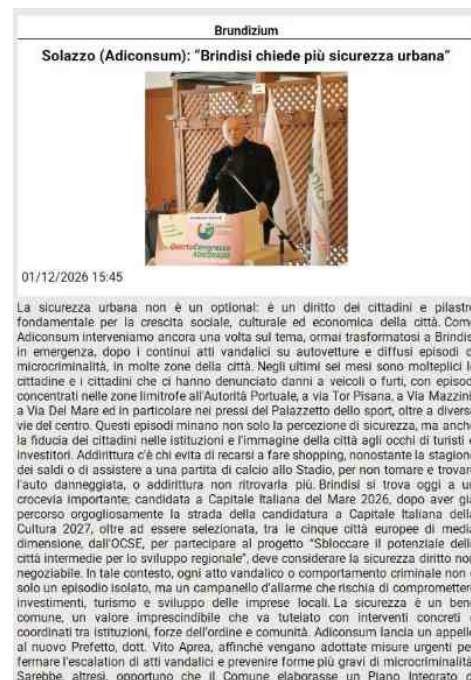 Brundizium
Solazzo (Adiconsum): "Brindisi chiede più sicurezza urbana"
QuartoCongresso
Adiconsum
01/12/2026 15:45
La sicurezza urbana non è un optional: è un diritto dei cittadini e pilastro
fondamentale per la crescita sociale, culturale ed economica della città. Come
Adiconsum interveniamo ancora una volta sul tema, ormai trasformatosi a Brindisi
in emergenza, dopo i continui atti vandalici su autovetture e diffusi episodi di
microcriminalità, in molte zone della città. Negli ultimi sei mesi sono molteplici le
cittadine e i cittadini che ci hanno denunciato danni a veicoli o furti, con episodi
concentrati nelle zone limitrofe all'Autorità Portuale, a via Tor Pisana, a Via Mazzini,
a Via Del Mare ed in particolare nei pressi del Palazzetto dello sport, oltre a diverse
vie del centro. Questi episodi minano non solo la percezione di sicurezza, ma anche
la fiducia dei cittadini nelle istituzioni e l'immagine della città agli occhi di turisti e
investitori. Addirittura c'è chi evita di recarsi a fare shopping, nonostante la stagione
dei saldi o di assistere a una partita di calcio allo Stadio, per non tornare e trovare
l'auto danneggiata, o addirittura non ritrovarla più. Brindisi si trova oggi a un
crocevia importante; candidata a Capitale Italiana del Mare 2026, dopo aver già
percorso orgogliosamente la strada della candidatura a Capitale Italiana della
Cultura 2027, oltre ad essere selezionata, tra le cinque città europee di media
dimensione, dall'OCSE, per partecipare al progetto "Sbloccare il potenziale delle
città intermedie per lo sviluppo regionale", deve considerare la sicurezza diritto non
negoziabile. In tale contesto, ogni atto vandalico o comportamento criminale non è
solo un episodio isolato, ma un campanello d'allarme che rischia di compromettere
investimenti, turismo e sviluppo delle imprese locali. La sicurezza è un bene
comune, un valore imprescindibile che va tutelato con interventi concreti e
coordinati tra istituzioni, forze dell'ordine e comunità. Adiconsum lancia un appello
al nuovo Prefetto, dott. Vito Aprea, affinché vengano adottate misure urgenti per
fermare l'escalation di atti vandalici e prevenire forme più gravi di microcriminalità.
Sarebbe, altresì, opportuno che il Comune elaborasse un Piano Integrato di